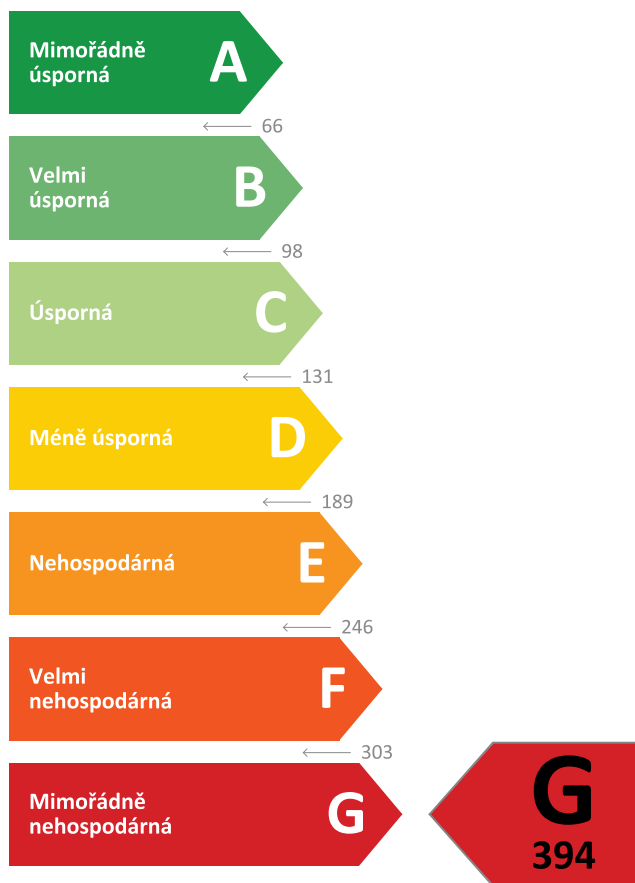 Mimořádně
úsporná
A
66
Velmi
úsporná
B
98
Úsporná
C
131
Méně úsporná
D
189
Nehospodárná
E
246
Velmi
nehospodárná
F
303
Mimořádně
nehospodárná
G
G
394